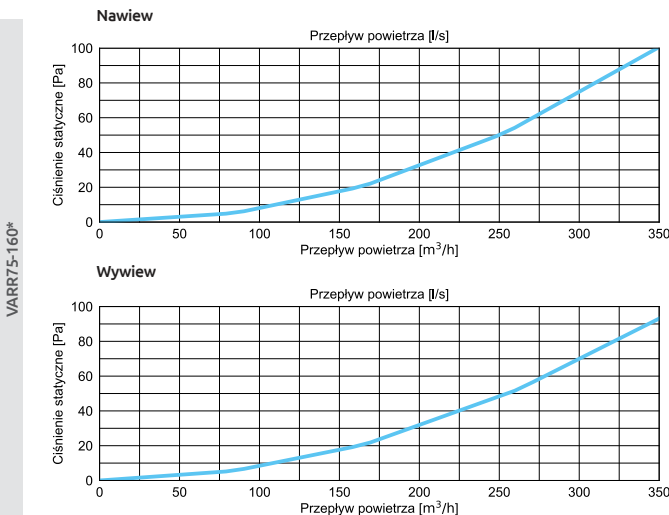 VARR75-160*
Nawiew
Przepływ powietrza [l/s]
Ciśnienie statyczne [Pa]
100
80
60
40
20
0
0 50 100 150 200 250 300 350
Przepływ powietrza [m³/h]
Wywiew
Przepływ powietrza [l/s]
Ciśnienie statyczne [Pa]
100
80
60
40
20
0
0 50 100 150 200 250 300 350
Przepływ powietrza [m³/h]